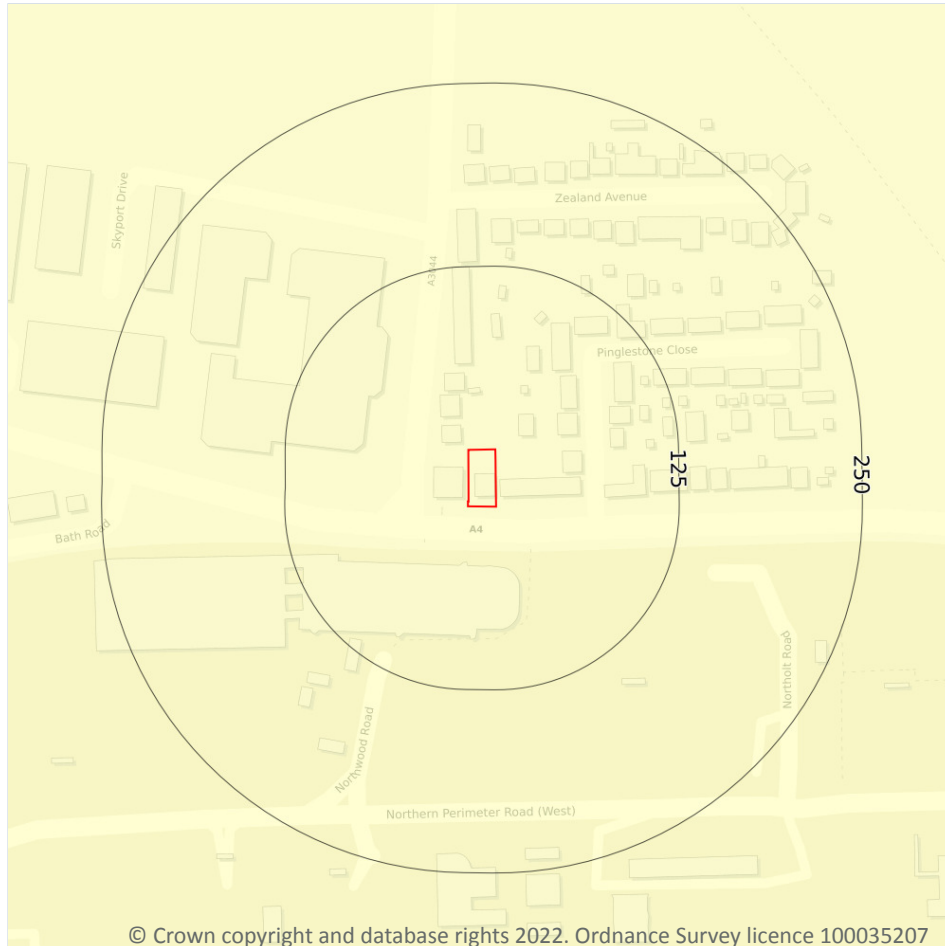 Skyport Drive
Zealand Avenue
A3044
Pinglestone Close
125
250
A4
Bath Road
Northolt Road
Northwood Road
Northern Perimeter Road (West)
© Crown copyright and database rights 2022. Ordnance Survey licence 100035207